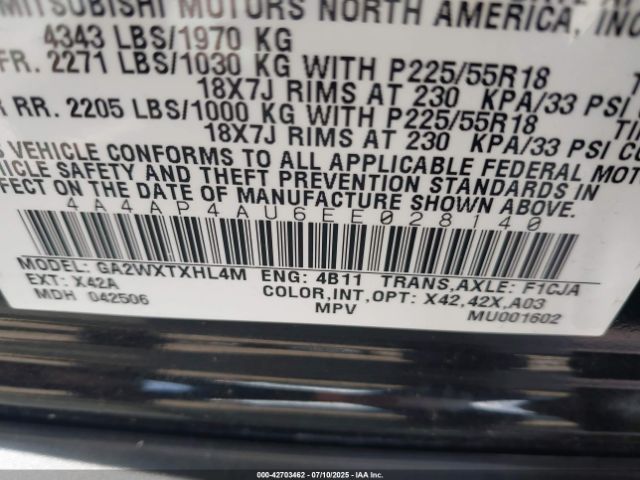 MITSUBISHI MOTORS NORTH AMERICA, INC
4343 LBS/1970 KG
FR. 2271 LBS/1030 KG WITH P225/55R18
18X7J RIMS AT 230 KPA/33 PSI
RR. 2205 LBS/1000 KG WITH P225/55R18
18X7J RIMS AT 230 KPA/33 PSI CO
VEHICLE CONFORMS TO ALL APPLICABLE FEDERAL MOT
VEHICLE SAFETY AND THEFT PREVENTION STANDARDS IN
EFFECT ON THE DATE OF MANUFACTURE SHOWN ABOVE.
4A4AP4AU6EE028140
MODEL: GA2WXTXHL4M ENG: 4B11 TRANS,AXLE: F1CJA
EXT: X42A COLOR,INT,OPT: X42,42X,A03
MDH 042506 MPV MU001602
000-42703462 - 07/10/2025 - IAA Inc.